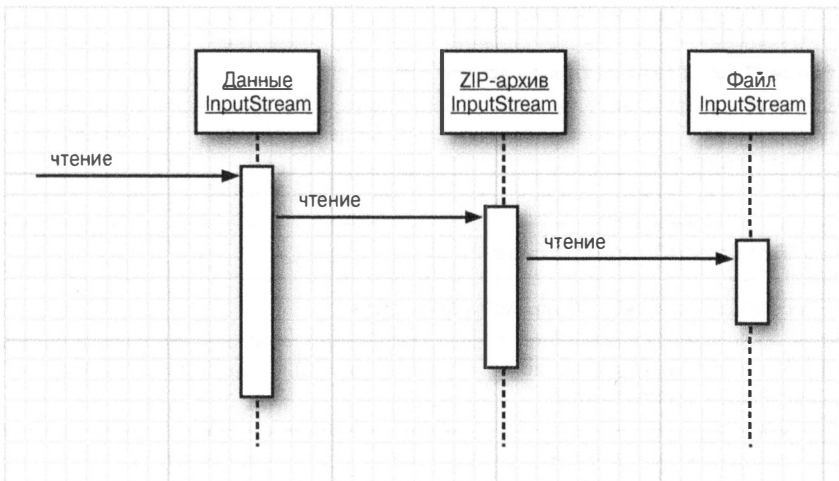 Данные
InputStream
ZIP-архив
InputStream
Файл
InputStream
чтение
чтение
чтение